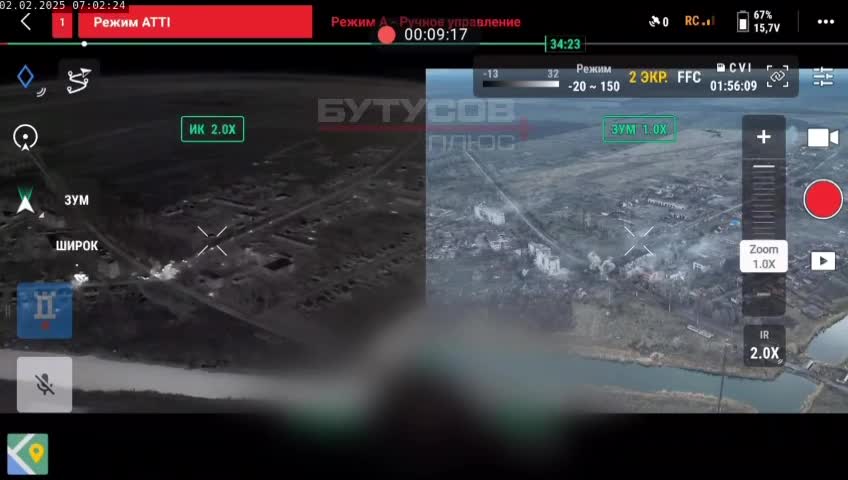 02.02.2025 07:02:24
1 Режим ATTI
Режим A - Ручное управление
0
RC
67%
15,7V
00:09:17
34:23
-13 32
Режим
-20 ~ 150
2 ЭКР.
FFC
C V I
01:56:09
БУТУСОВ
ПЛЮС
ИК 2.0X
ЗУМ 1.0X
ЗУМ
ШИРОК
Zoom
1.0X
IR
2.0X